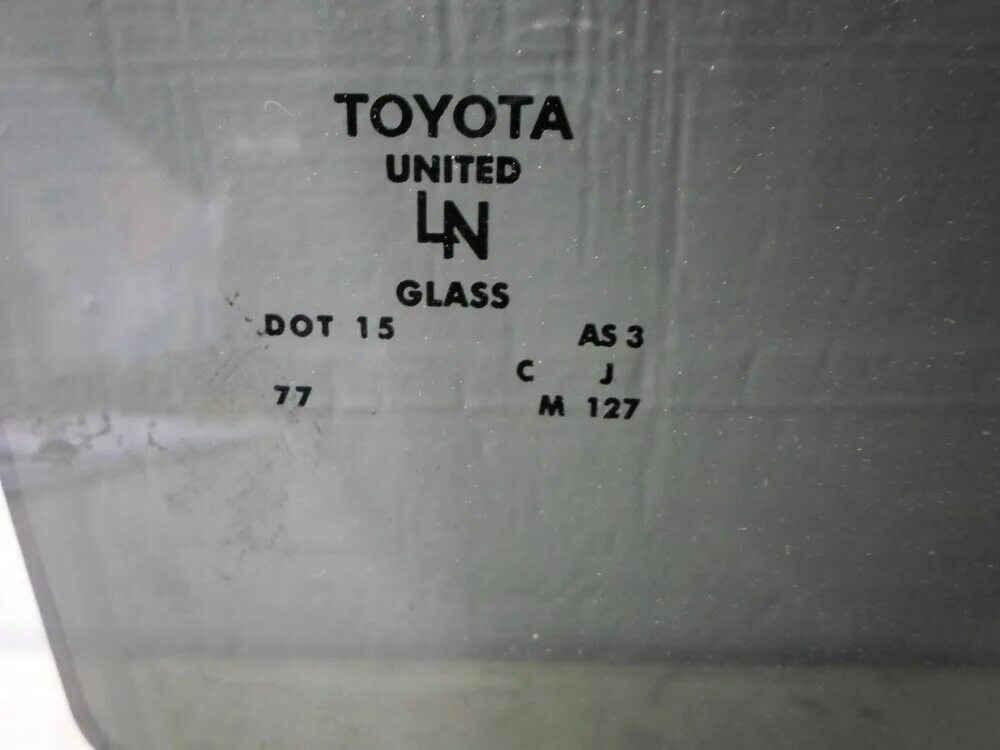 TOYOTA
UNITED
LN
GLASS
DOT 15 AS 3
C J
77 M 127